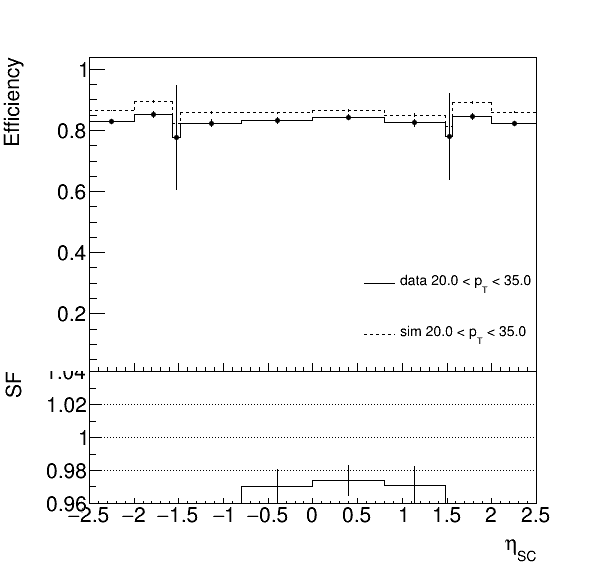 Efficiency
1
0.8
0.6
0.4
0.2
data 20.0 < p_T < 35.0
sim 20.0 < p_T < 35.0
SF
1.04
1.02
1
0.98
0.96
−2.5 −2 −1.5 −1 −0.5 0 0.5 1 1.5 2 2.5
η_SC